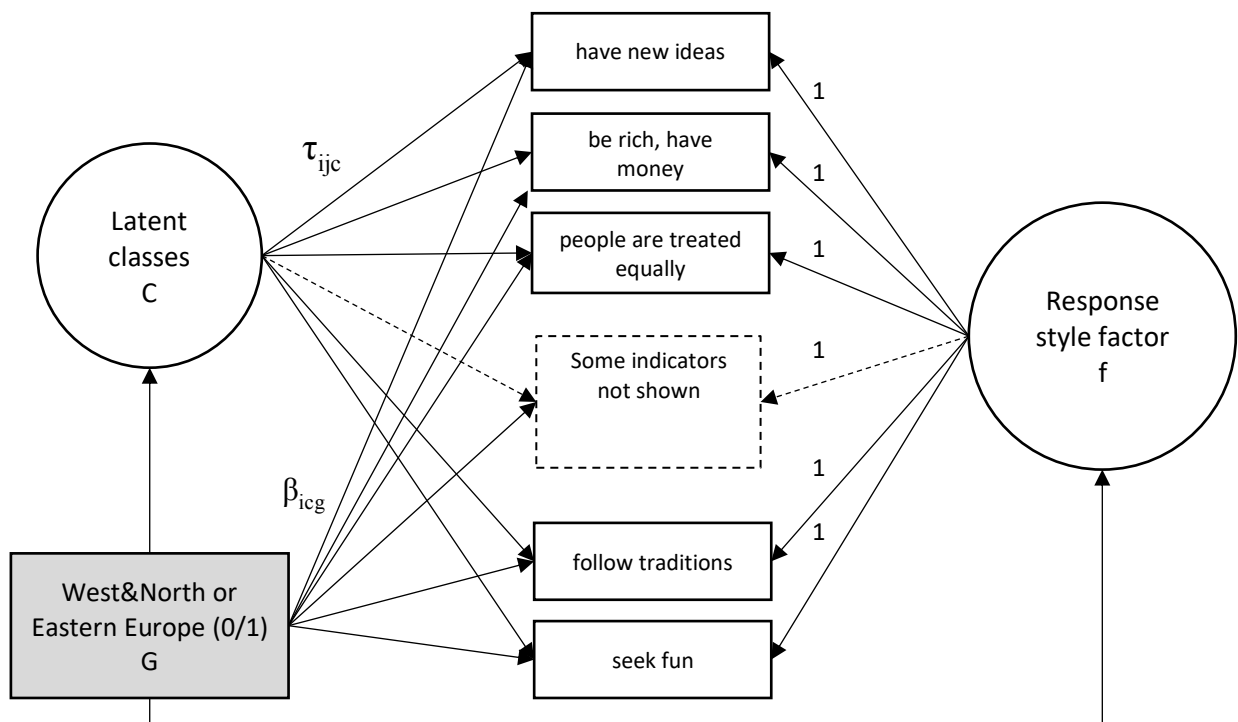 have new ideas
1
be rich, have
money
τijc
1
Latent
classes
C
people are treated
equally
1
Response
style factor
f
Some indicators
not shown
1
βicg
1
follow traditions
1
West&North or
Eastern Europe (0/1)
G
seek fun